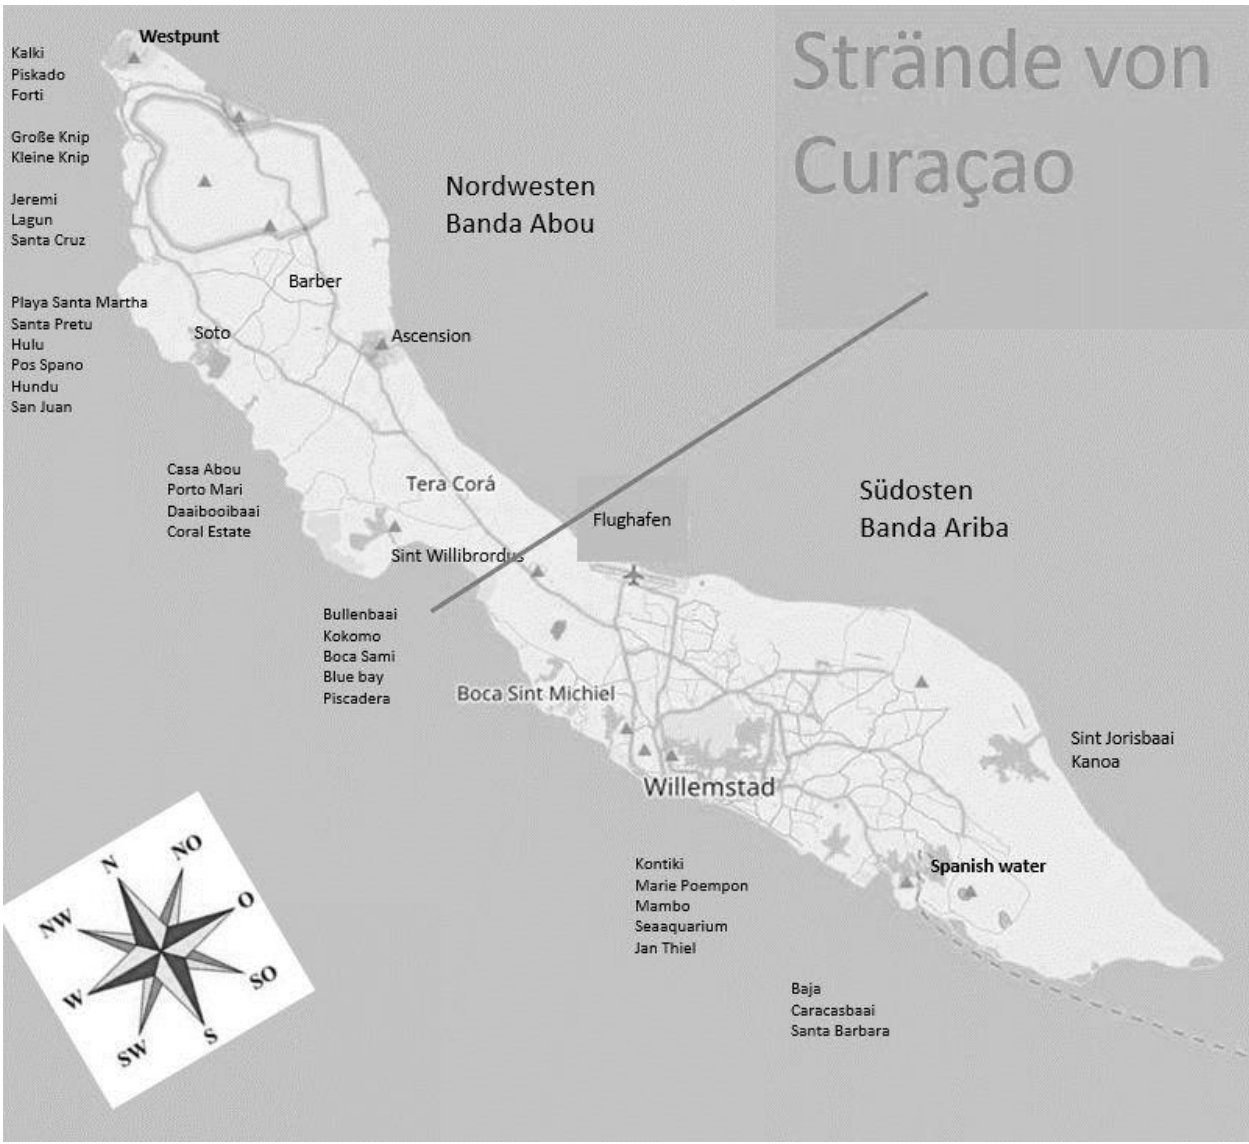 Strände von
Curaçao
Westpunt
Kalki
Piskado
Forti
Große Knip
Kleine Knip
Jeremi
Lagun
Santa Cruz
Nordwesten
Banda Abou
Barber
Playa Santa Martha
Santa Pretu
Hulu
Pos Spano
Hundu
San Juan
Soto
Ascension
Casa Abou
Porto Mari
Daaibooibaai
Coral Estate
Tera Corá
Südosten
Banda Ariba
Flughafen
Sint Willibrordus
Bullenbaai
Kokomo
Boca Sami
Blue bay
Piscadera
Boca Sint Michiel
Sint Jorisbaai
Kanoa
Willemstad
Kontiki
Marie Poempon
Mambo
Seaaquarium
Jan Thiel
Spanish water
Baja
Caracasbaai
Santa Barbara
N
NO
O
SO
S
SW
W
NW